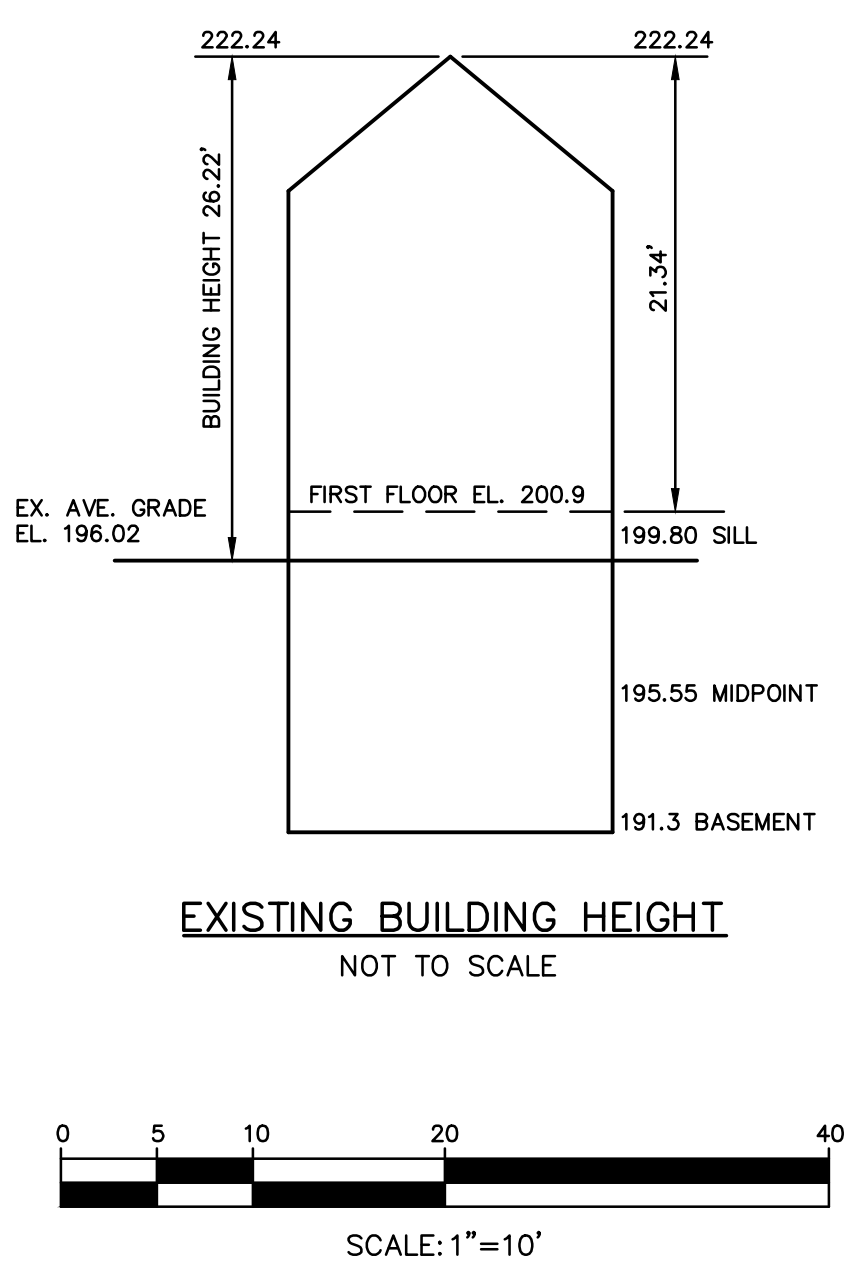 222.24
222.24
BUILDING HEIGHT 26.22'
21.34'
FIRST FLOOR EL. 200.9
EX. AVE. GRADE
EL. 196.02
199.80 SILL
195.55 MIDPOINT
191.3 BASEMENT
EXISTING BUILDING HEIGHT
NOT TO SCALE
0 5 10 20 40
SCALE: 1"=10'